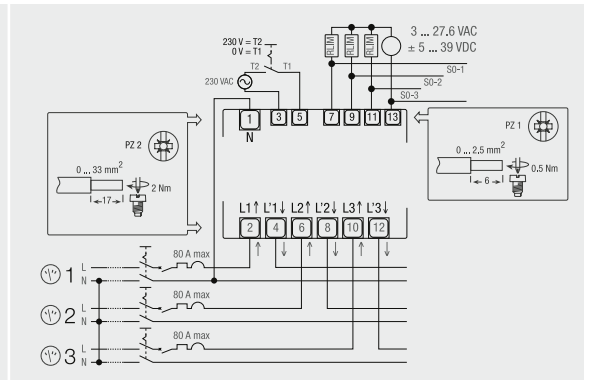 3 ... 27.6 VAC
± 5 ... 39 VDC
RLIM RLIM RLIM
230 V = T2
0 V = T1
T2 T1
230 VAC
S0-1
S0-2
S0-3
1 3 5 7 9 11 13
N
PZ 2
0 ... 33 mm2
2 Nm
17
PZ 1
0 ... 2,5 mm2
0.5 Nm
6
L1↑ L'1↓ L2↑ L'2↓ L3↑ L'3↓
2 4 6 8 10 12
80 A max
1 L
N
80 A max
2 L
N
80 A max
3 L
N